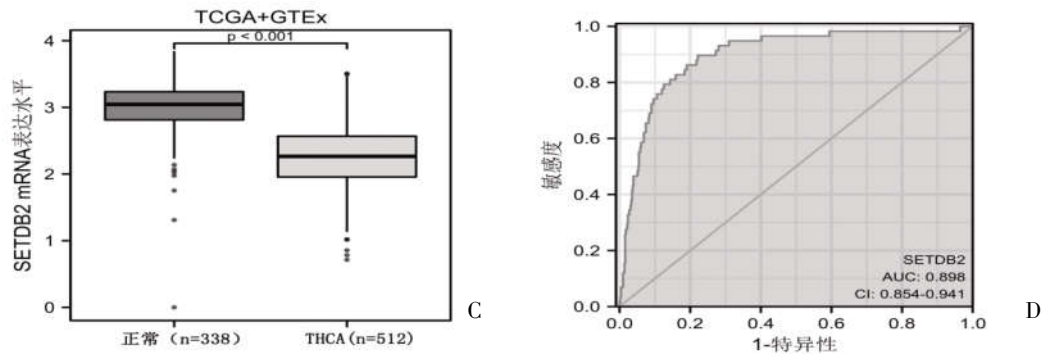 TCGA+GTEx
p < 0.001
SETDB2 mRNA表达水平
4
3
2
1
0
正常 (n=338)
THCA(n=512)
C
敏感度
1.0
0.8
0.6
0.4
0.2
0.0
SETDB2
AUC: 0.898
CI: 0.854-0.941
0.0 0.2 0.4 0.6 0.8 1.0
1-特异性
D